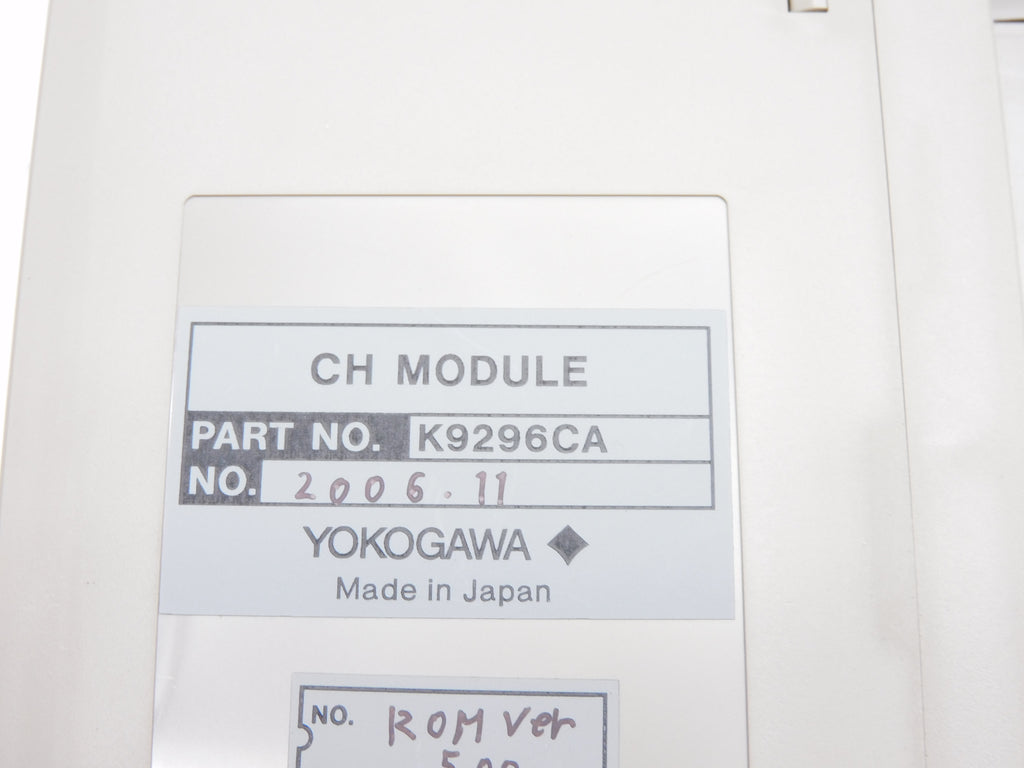 CH MODULE
PART NO. K9296CA
NO. 2006.11
YOKOGAWA
Made in Japan
NO. ROM Ver